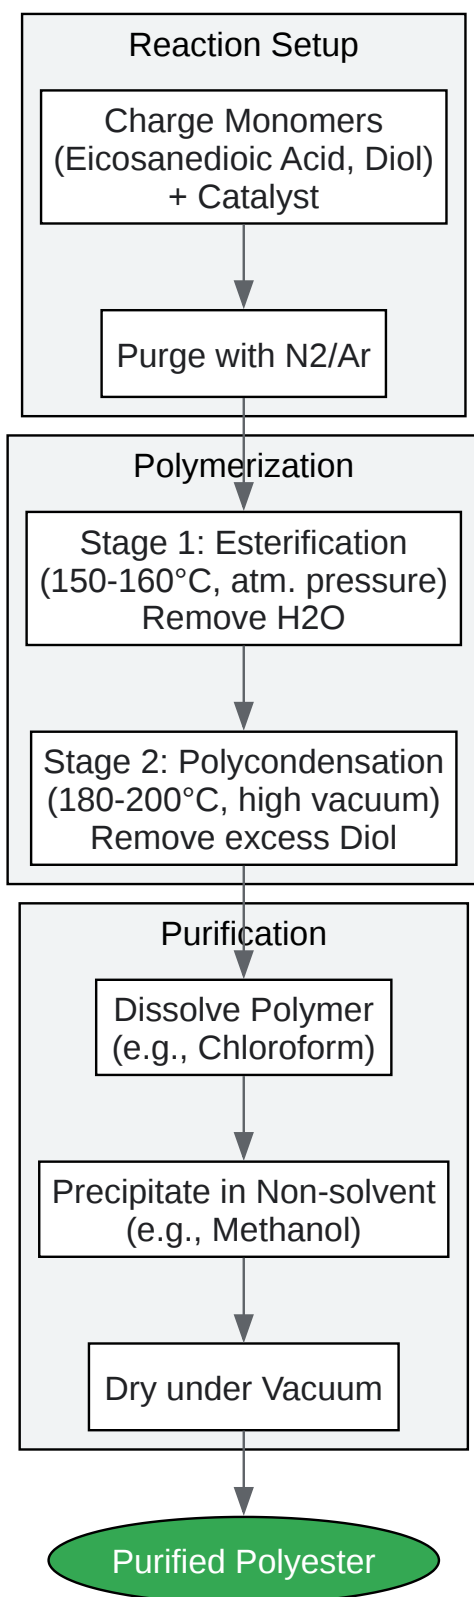 Reaction Setup
Charge Monomers
(Eicosanedioic Acid, Diol)
+ Catalyst
Purge with N2/Ar
Polymerization
Stage 1: Esterification
(150-160°C, atm. pressure)
Remove H2O
Stage 2: Polycondensation
(180-200°C, high vacuum)
Remove excess Diol
Purification
Dissolve Polymer
(e.g., Chloroform)
Precipitate in Non-solvent
(e.g., Methanol)
Dry under Vacuum
Purified Polyester